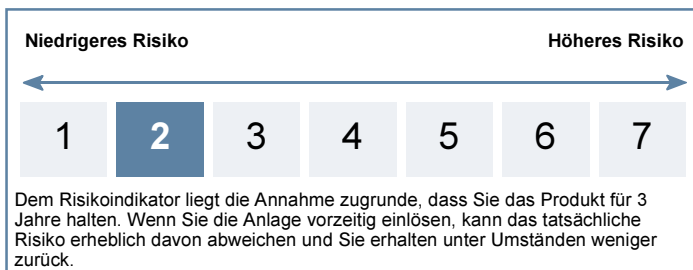 Niedrigeres Risiko Höheres Risiko
1 2 3 4 5 6 7
Dem Risikoindikator liegt die Annahme zugrunde, dass Sie das Produkt für 3
Jahre halten. Wenn Sie die Anlage vorzeitig einlösen, kann das tatsächliche
Risiko erheblich davon abweichen und Sie erhalten unter Umständen weniger
zurück.